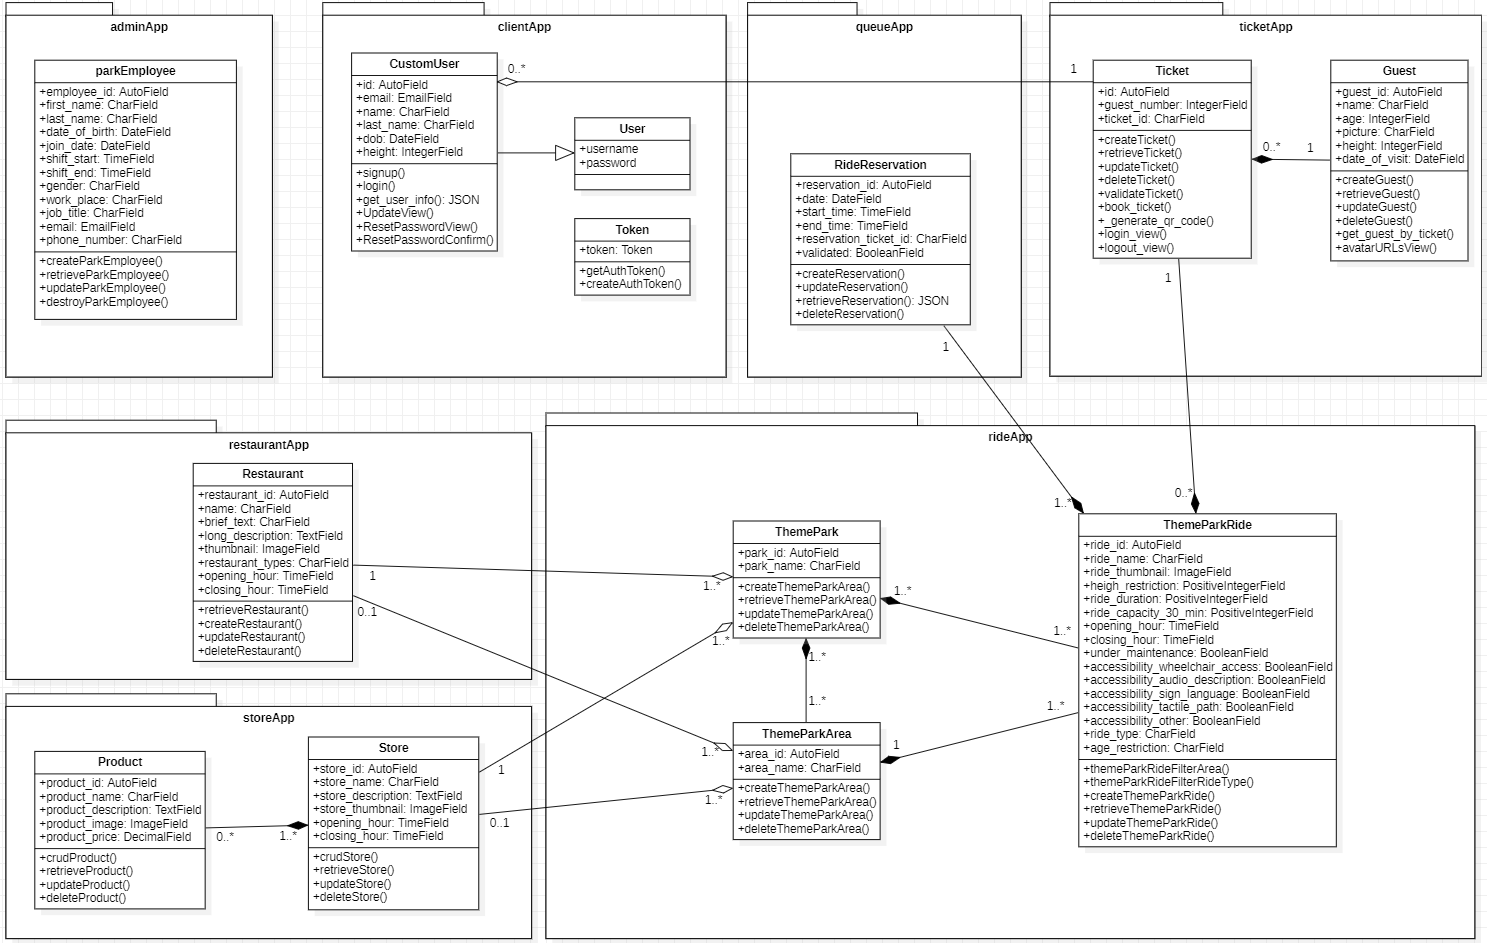 adminApp
parkEmployee
+employee_id: AutoField
+first_name: CharField
+last_name: CharField
+date_of_birth: DateField
+join_date: DateField
+shift_start: TimeField
+shift_end: TimeField
+gender: CharField
+work_place: CharField
+job_title: CharField
+email: EmailField
+phone_number: CharField
+createParkEmployee()
+retrieveParkEmployee()
+updateParkEmployee()
+destroyParkEmployee()
clientApp
CustomUser
+id: AutoField
+email: EmailField
+name: CharField
+last_name: CharField
+dob: DateField
+height: IntegerField
+signup()
+login()
+get_user_info(): JSON
+UpdateView()
+ResetPasswordView()
+ResetPasswordConfirm()
0..*
1
User
+username
+password
Token
+token: Token
+getAuthToken()
+createAuthToken()
queueApp
RideReservation
+reservation_id: AutoField
+date: DateField
+start_time: TimeField
+end_time: TimeField
+reservation_ticket_id: CharField
+validated: BooleanField
+createReservation()
+updateReservation()
+retrieveReservation(): JSON
+deleteReservation()
1
ticketApp
Ticket
+id: AutoField
+guest_number: IntegerField
+ticket_id: CharField
+createTicket()
+retrieveTicket()
+updateTicket()
+deleteTicket()
+validateTicket()
+book_ticket()
+_generate_qr_code()
+login_view()
+logout_view()
1
0..*
1
Guest
+guest_id: AutoField
+name: CharField
+age: IntegerField
+picture: CharField
+height: IntegerField
+date_of_visit: DateField
+createGuest()
+retrieveGuest()
+updateGuest()
+deleteGuest()
+get_guest_by_ticket()
+avatarURLsView()
restaurantApp
Restaurant
+restaurant_id: AutoField
+name: CharField
+brief_text: CharField
+long_description: TextField
+thumbnail: ImageField
+restaurant_types: CharField
+opening_hour: TimeField
+closing_hour: TimeField
+retrieveRestaurant()
+createRestaurant()
+updateRestaurant()
+deleteRestaurant()
1
0..1
storeApp
Product
+product_id: AutoField
+product_name: CharField
+product_description: TextField
+product_image: ImageField
+product_price: DecimalField
+crudProduct()
+retrieveProduct()
+updateProduct()
+deleteProduct()
0..*
1..*
Store
+store_id: AutoField
+store_name: CharField
+store_description: TextField
+store_thumbnail: ImageField
+opening_hour: TimeField
+closing_hour: TimeField
+crudStore()
+retrieveStore()
+updateStore()
+deleteStore()
1
0..1
rideApp
ThemePark
+park_id: AutoField
+park_name: CharField
+createThemeParkArea()
+retrieveThemeParkArea()
+updateThemeParkArea()
+deleteThemeParkArea()
1..*
1..*
1..*
1..*
1..*
1..*
ThemeParkArea
+area_id: AutoField
+area_name: CharField
+createThemeParkArea()
+retrieveThemeParkArea()
+updateThemeParkArea()
+deleteThemeParkArea()
1..*
1..*
1
1..*
1..*
0..*
ThemeParkRide
+ride_id: AutoField
+ride_name: CharField
+ride_thumbnail: ImageField
+heigh_restriction: PositiveIntegerField
+ride_duration: PositiveIntegerField
+ride_capacity_30_min: PositiveIntegerField
+opening_hour: TimeField
+closing_hour: TimeField
+under_maintenance: BooleanField
+accessibility_wheelchair_access: BooleanField
+accessibility_audio_description: BooleanField
+accessibility_sign_language: BooleanField
+accessibility_tactile_path: BooleanField
+accessibility_other: BooleanField
+ride_type: CharField
+age_restriction: CharField
+themeParkRideFilterArea()
+themeParkRideFilterRideType()
+createThemeParkRide()
+retrieveThemeParkRide()
+updateThemeParkRide()
+deleteThemeParkRide()